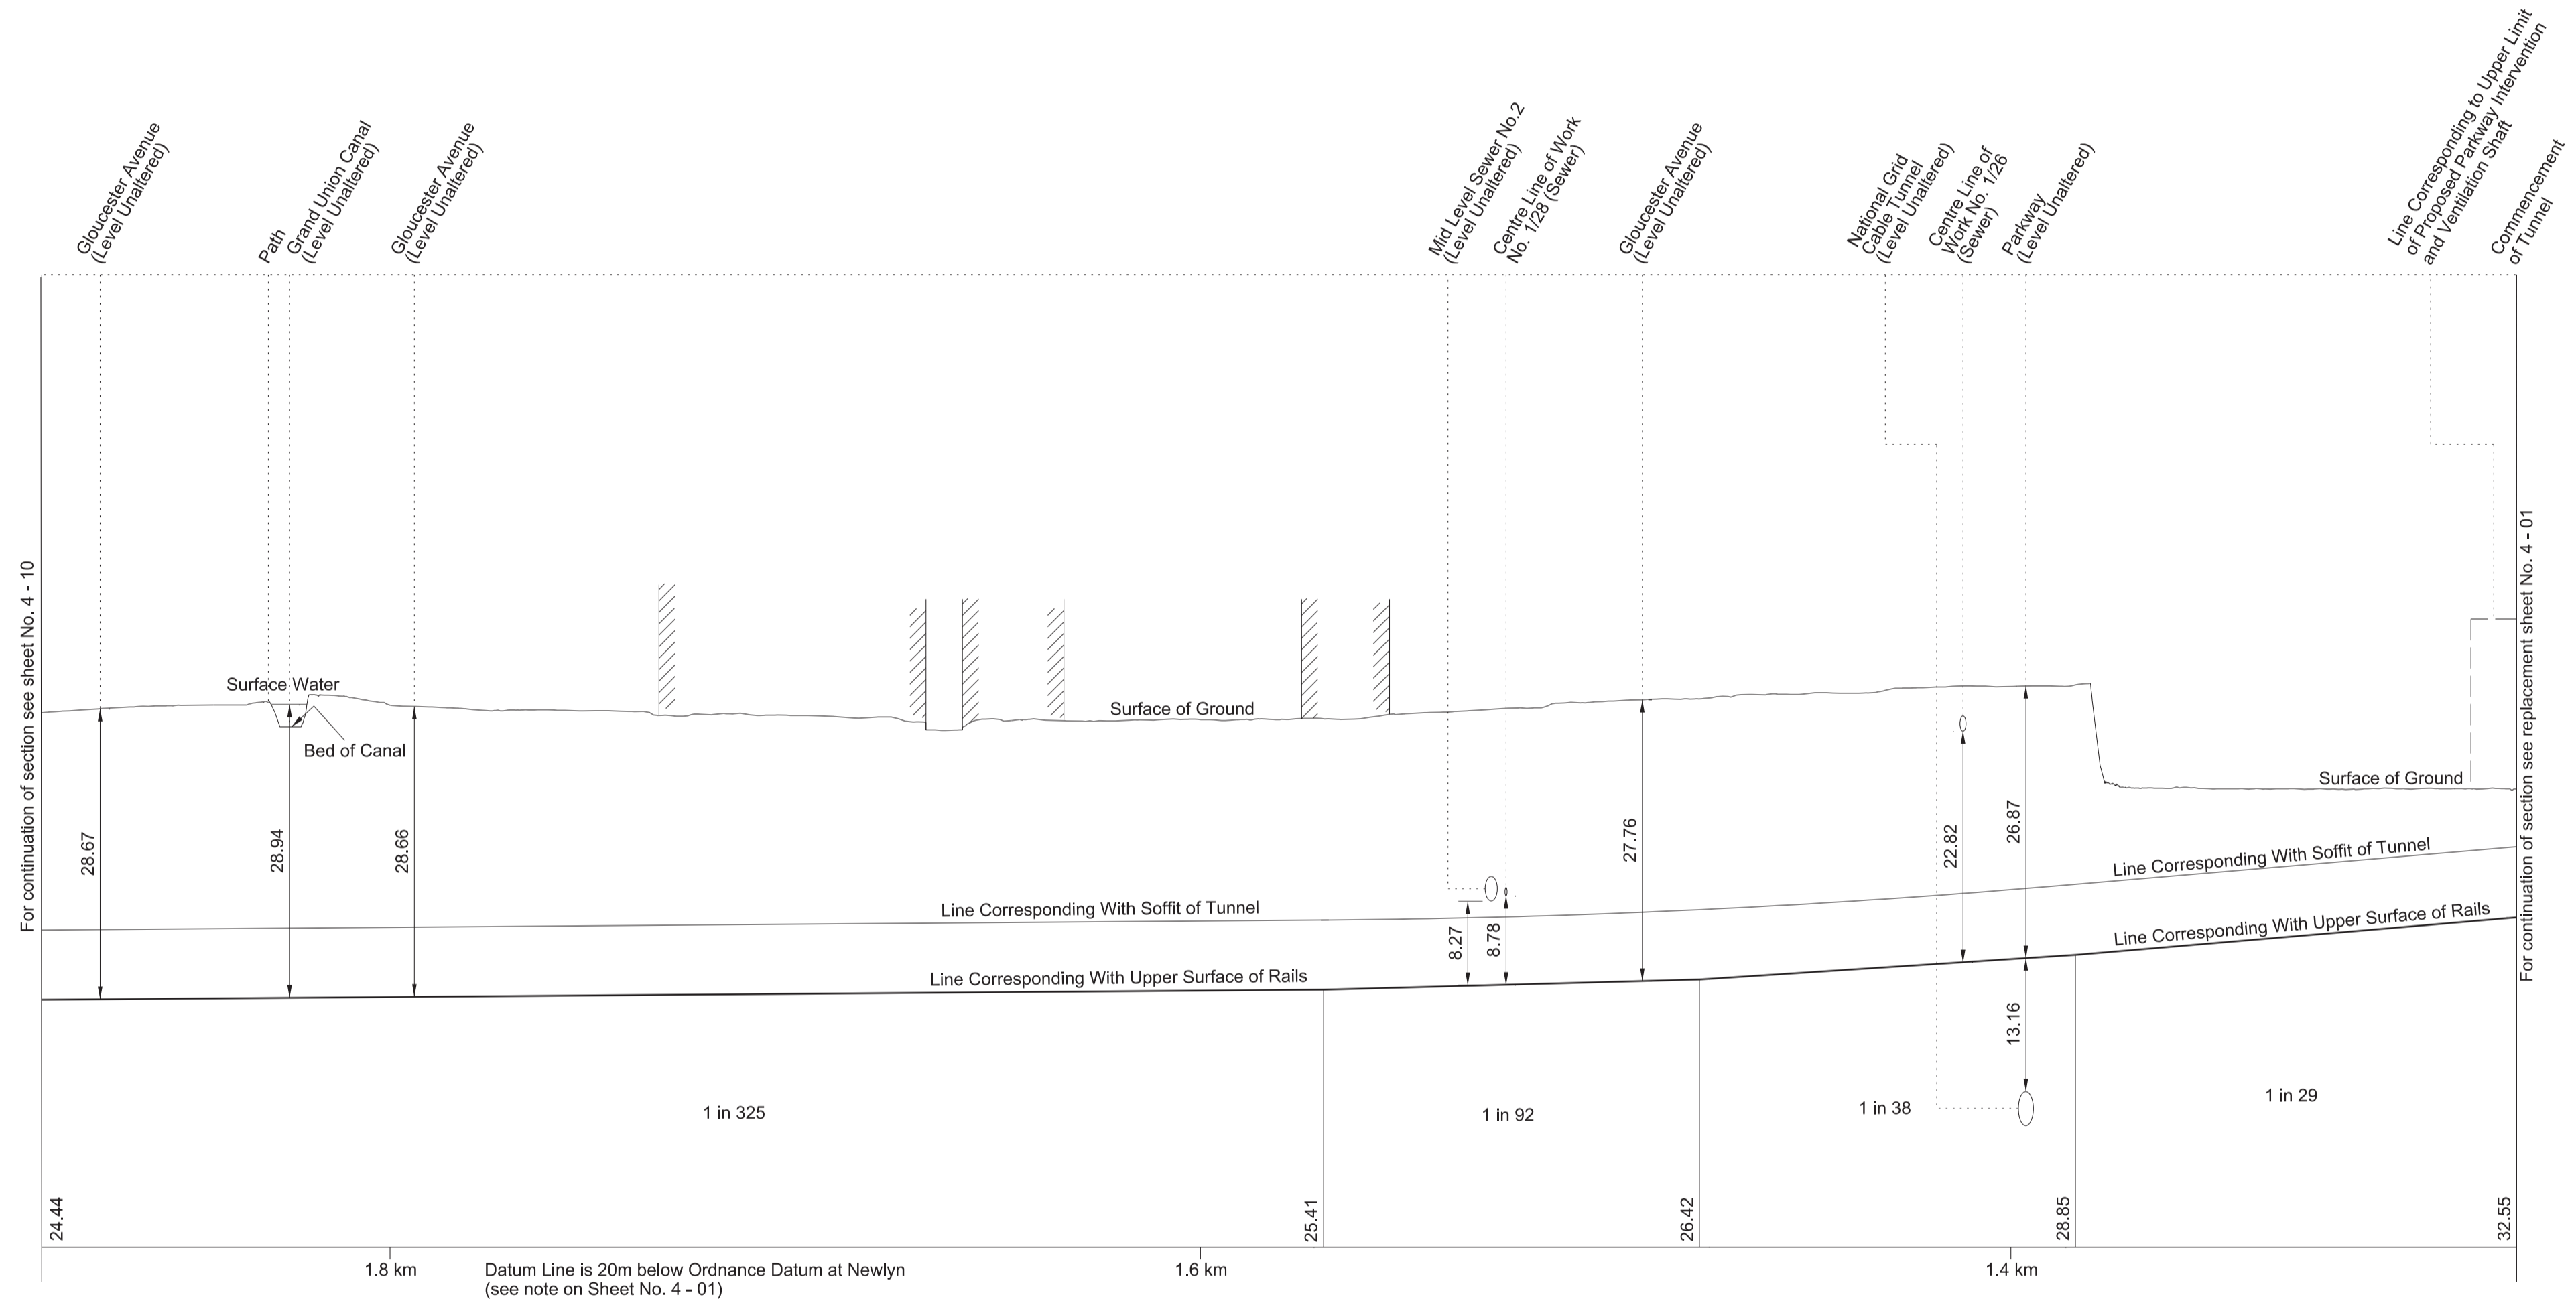 Gloucester Avenue
(Level Unaltered)
Path
Grand Union Canal
(Level Unaltered)
Gloucester Avenue
(Level Unaltered)
Mid Level Sewer No.2
(Level Unaltered)
Centre Line of Work
No. 1/28 (Sewer)
Gloucester Avenue
(Level Unaltered)
National Grid
Cable Tunnel
(Level Unaltered)
Centre Line of
Work No. 1/26
(Sewer)
Parkway
(Level Unaltered)
Line Corresponding to Upper Limit
of Proposed Parkway Intervention
and Ventilation Shaft
Commencement
of Tunnel
For continuation of section see sheet No. 4 - 10
For continuation of section see replacement sheet No. 4 - 01
Surface Water
Bed of Canal
Surface of Ground
Surface of Ground
28.67
28.94
28.66
8.27
8.78
27.76
22.82
26.87
13.16
Line Corresponding With Soffit of Tunnel
Line Corresponding With Soffit of Tunnel
Line Corresponding With Upper Surface of Rails
Line Corresponding With Upper Surface of Rails
1 in 325
1 in 92
1 in 38
1 in 29
24.44
25.41
26.42
28.85
32.55
1.8 km
1.6 km
1.4 km
Datum Line is 20m below Ordnance Datum at Newlyn
(see note on Sheet No. 4 - 01)